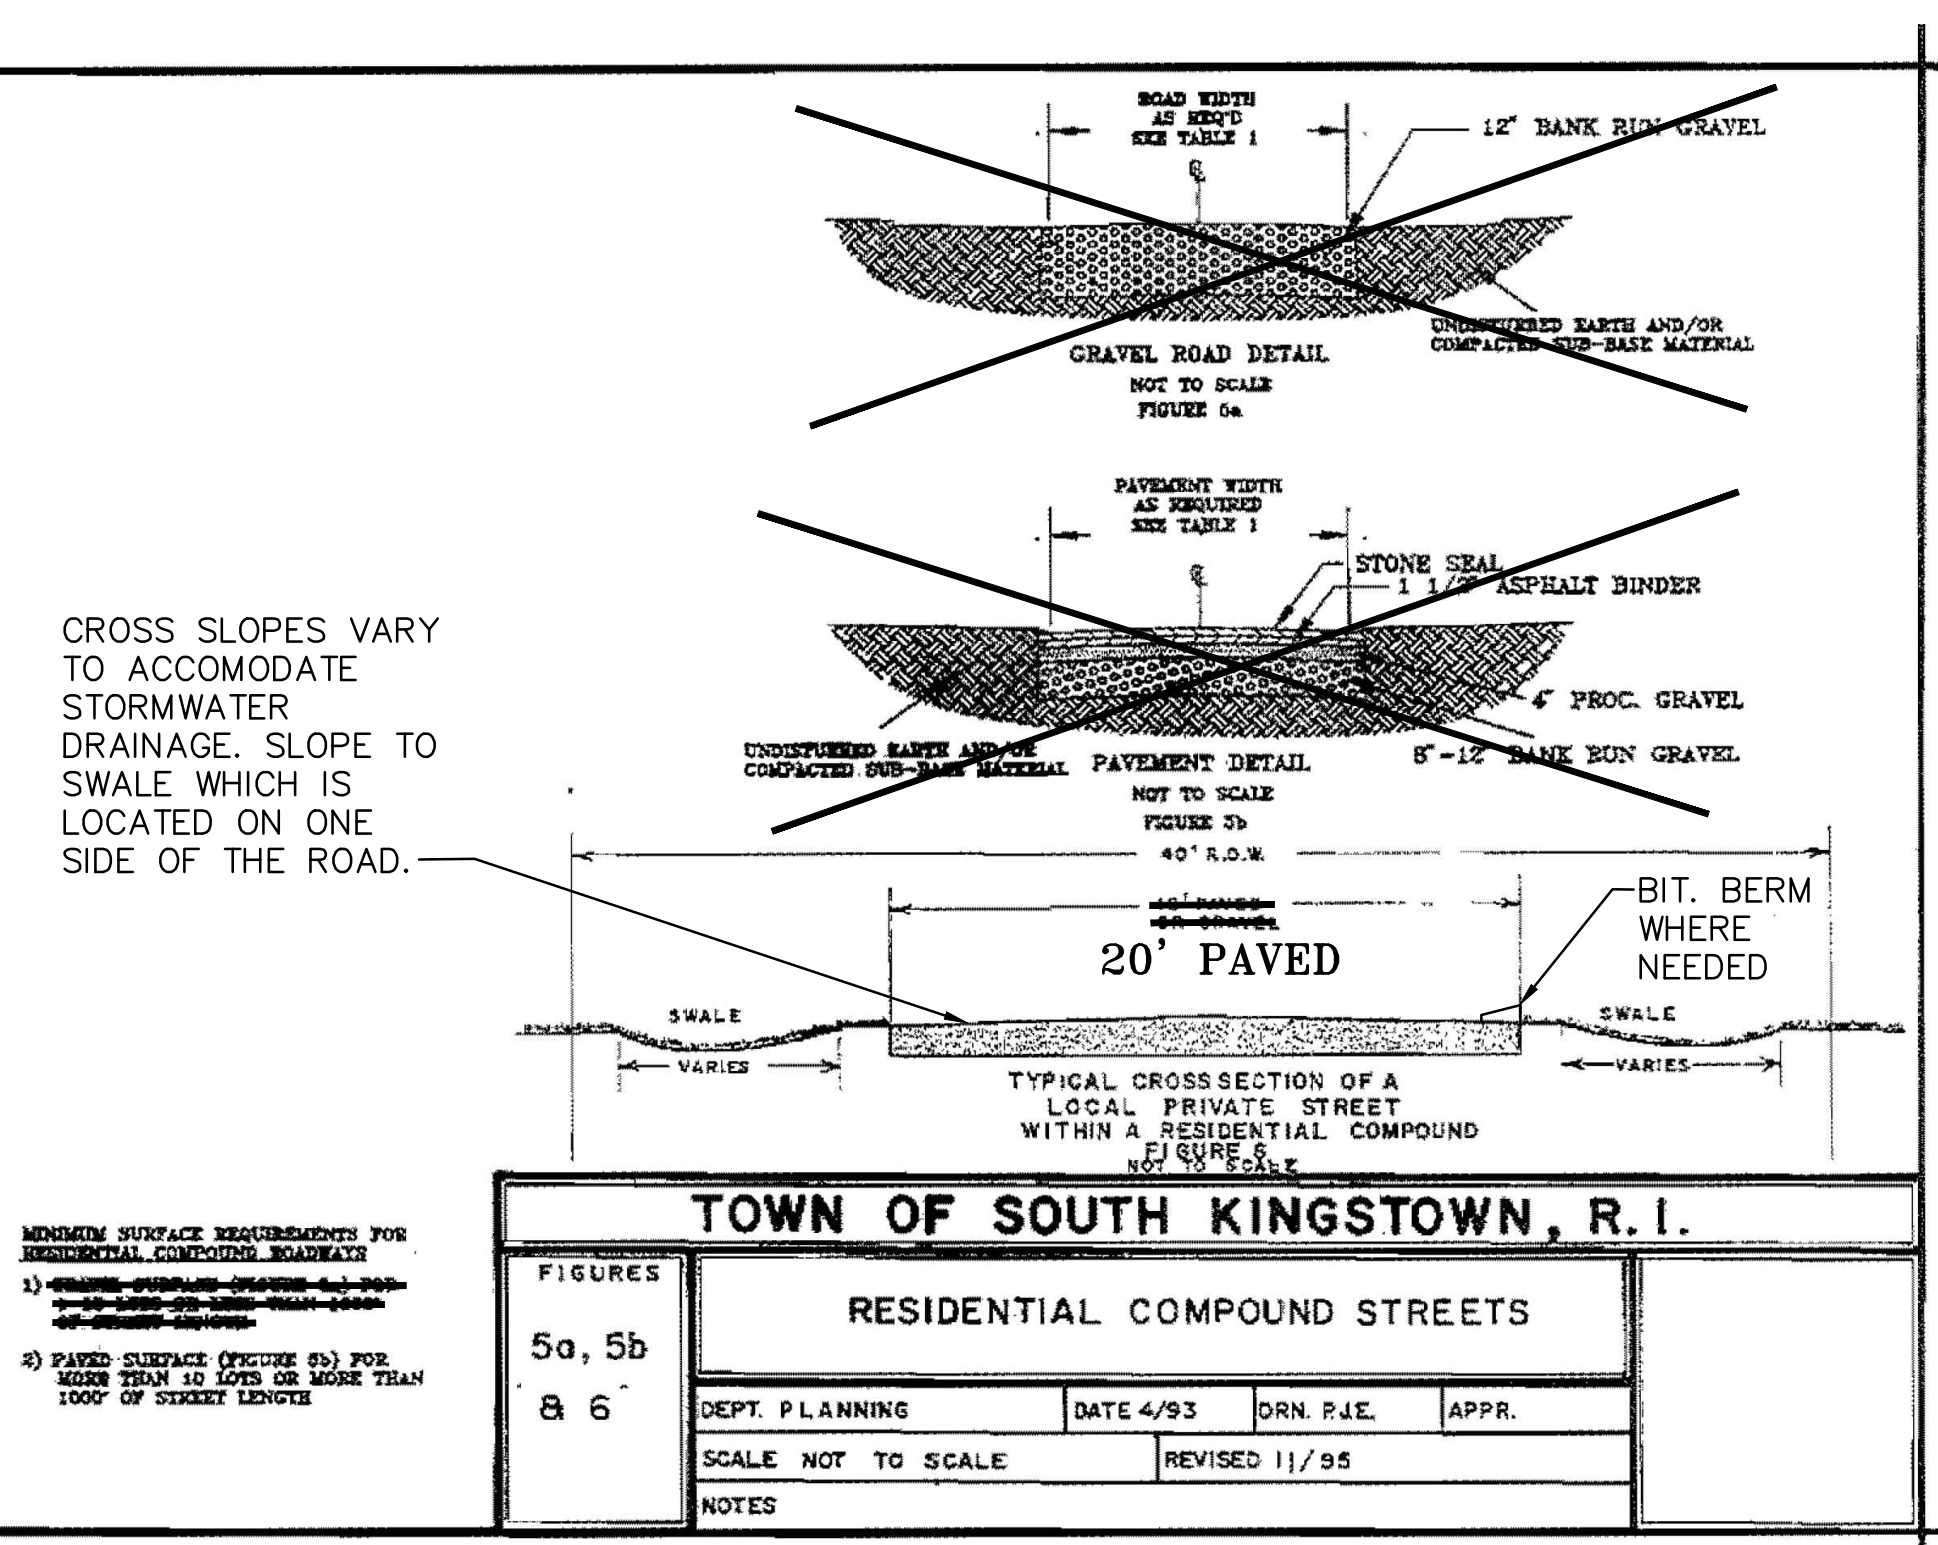 ROAD WIDTH
AS REQ'D
SEE TABLE 1
12" BANK RUN GRAVEL
UNDISTURBED EARTH AND/OR
COMPACTED SUB-BASE MATERIAL
GRAVEL ROAD DETAIL
NOT TO SCALE
FIGURE 5a
PAVEMENT WIDTH
AS REQUIRED
SEE TABLE 1
STONE SEAL
1 1/2" ASPHALT BINDER
4" PROC. GRAVEL
8"-12" BANK RUN GRAVEL
UNDISTURBED EARTH AND/OR
COMPACTED SUB-BASE MATERIAL
PAVEMENT DETAIL
NOT TO SCALE
FIGURE 5b
CROSS SLOPES VARY
TO ACCOMODATE
STORMWATER
DRAINAGE. SLOPE TO
SWALE WHICH IS
LOCATED ON ONE
SIDE OF THE ROAD.
40' R.O.W.
OR GRAVEL
20' PAVED
BIT. BERM
WHERE
NEEDED
SWALE
VARIES
SWALE
VARIES
TYPICAL CROSS SECTION OF A
LOCAL PRIVATE STREET
WITHIN A RESIDENTIAL COMPOUND
FIGURE 6
NOT TO SCALE
MINIMUM SURFACE REQUIREMENTS FOR
RESIDENTIAL COMPOUND ROADWAYS
1)
2) PAVED SURFACE (FIGURE 5b) FOR
MORE THAN 10 LOTS OR MORE THAN
1000' OF STREET LENGTH
TOWN OF SOUTH KINGSTOWN, R.I.
FIGURES
5a, 5b
& 6
RESIDENTIAL COMPOUND STREETS
DEPT. PLANNING
DATE 4/93
DRN. P.J.E.
APPR.
SCALE NOT TO SCALE
REVISED 11/95
NOTES